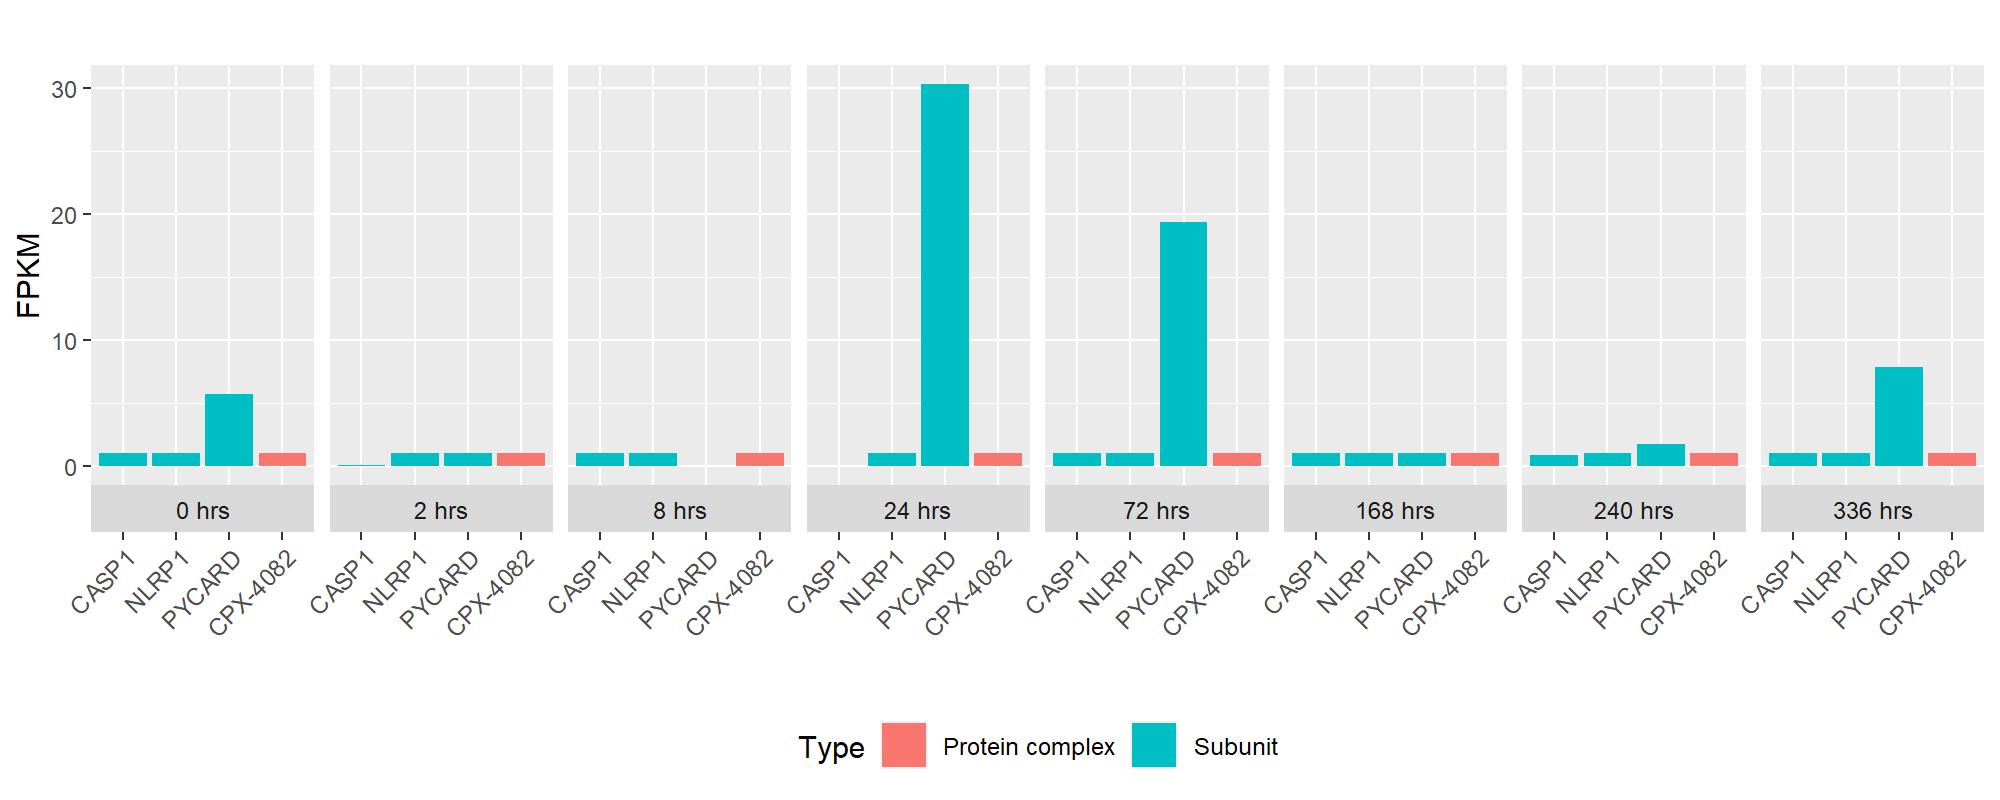 FPKM
30
20
10
0
0 hrs
2 hrs
8 hrs
24 hrs
72 hrs
168 hrs
240 hrs
336 hrs
CASP1
NLRP1
PYCARD
CPX-4082
CASP1
NLRP1
PYCARD
CPX-4082
CASP1
NLRP1
PYCARD
CPX-4082
CASP1
NLRP1
PYCARD
CPX-4082
CASP1
NLRP1
PYCARD
CPX-4082
CASP1
NLRP1
PYCARD
CPX-4082
CASP1
NLRP1
PYCARD
CPX-4082
CASP1
NLRP1
PYCARD
CPX-4082
Type
Protein complex
Subunit